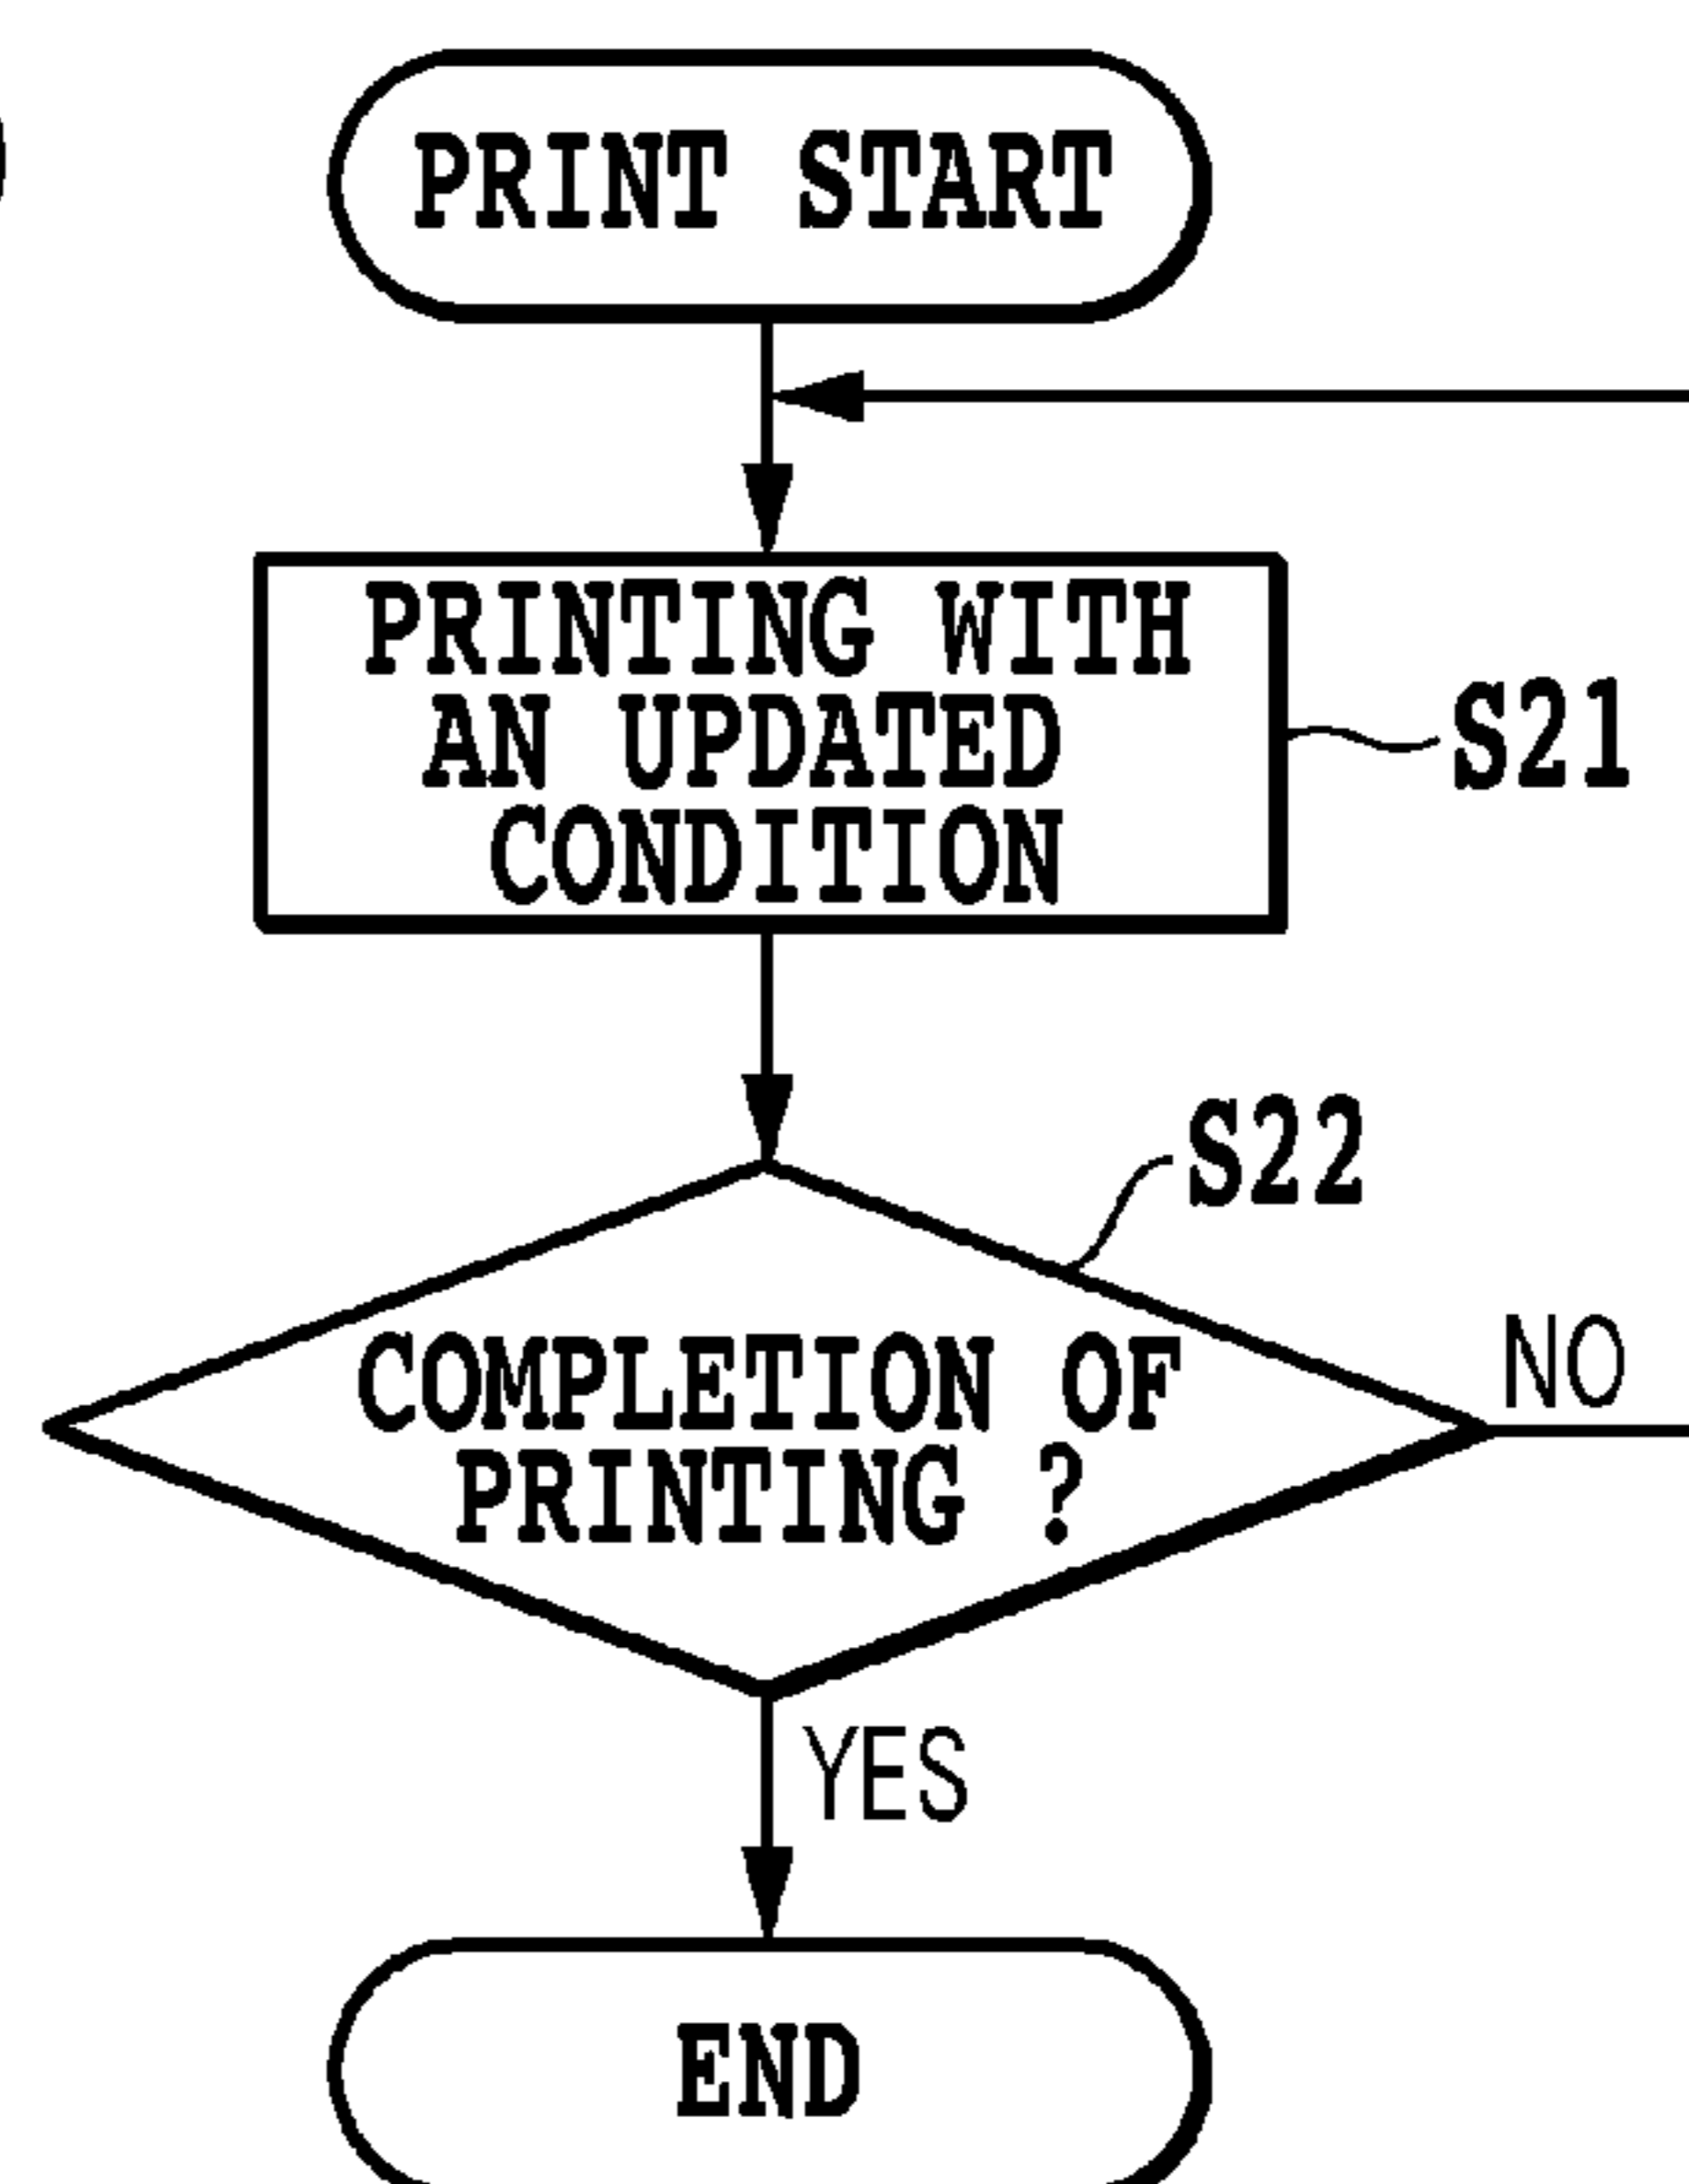 PRINT START
PRINTING WITH
AN UPDATED
CONDITION
S21
S22
COMPLETION OF
PRINTING ?
NO
YES
END